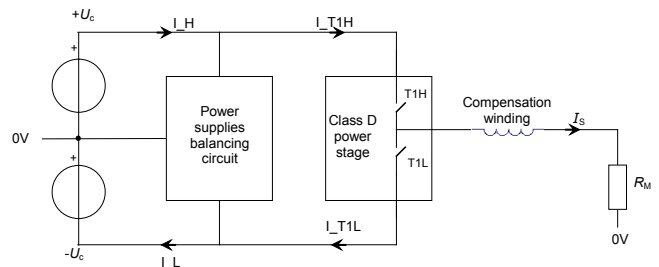 +Uc
I_H
I_T1H
+
Power
supplies
balancing
circuit
Class D
power
stage
T1H
T1L
Compensation
winding
IS
0V
+
RM
0V
-Uc
I_L
I_T1L